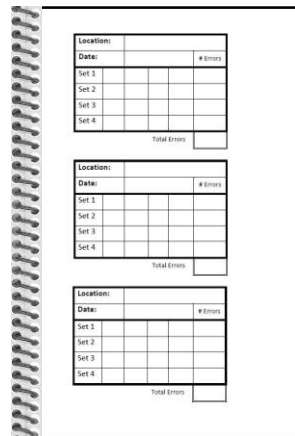 Location:
Date: # Errors
Set 1
Set 2
Set 3
Set 4
Total Errors
Location:
Date: # Errors
Set 1
Set 2
Set 3
Set 4
Total Errors
Location:
Date: # Errors
Set 1
Set 2
Set 3
Set 4
Total Errors